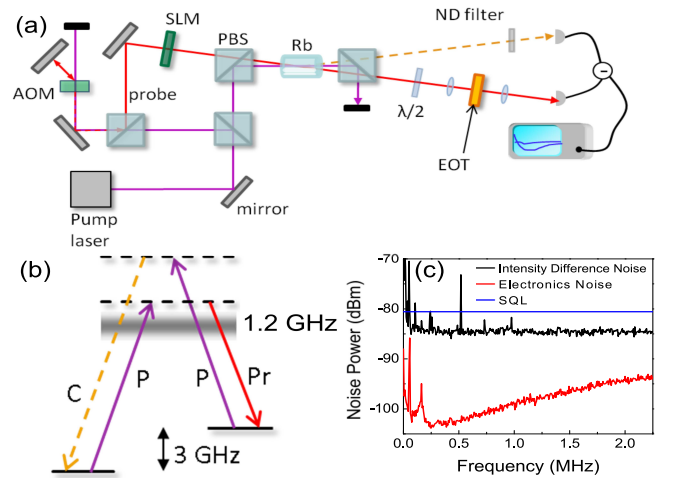 (a)
SLM
PBS
Rb
ND filter
AOM
probe
λ/2
EOT
Pump
laser
mirror
(b)
1.2 GHz
C
P
P
Pr
3 GHz
(c)
Intensity Difference Noise
Electronics Noise
SQL
Noise Power (dBm)
-70
-80
-90
-100
0.0
0.5
1.0
1.5
2.0
Frequency (MHz)